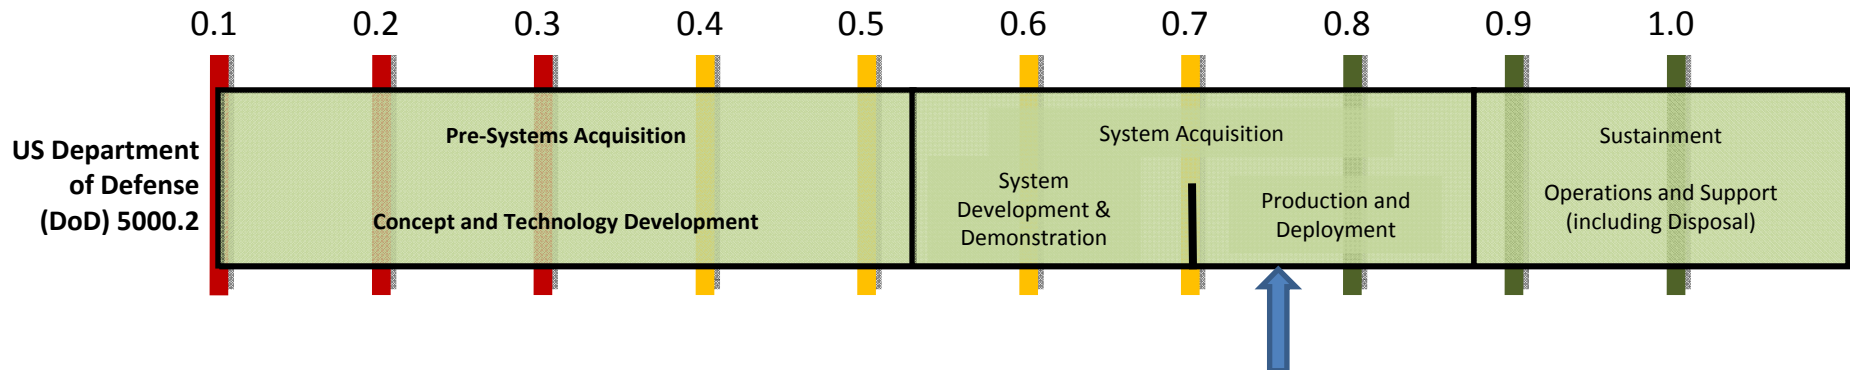 0.1 0.2 0.3 0.4 0.5 0.6 0.7 0.8 0.9 1.0
US Department
of Defense
(DoD) 5000.2
Pre-Systems Acquisition
Concept and Technology Development
System Acquisition
System
Development &
Demonstration
Production and
Deployment
Sustainment
Operations and Support
(including Disposal)